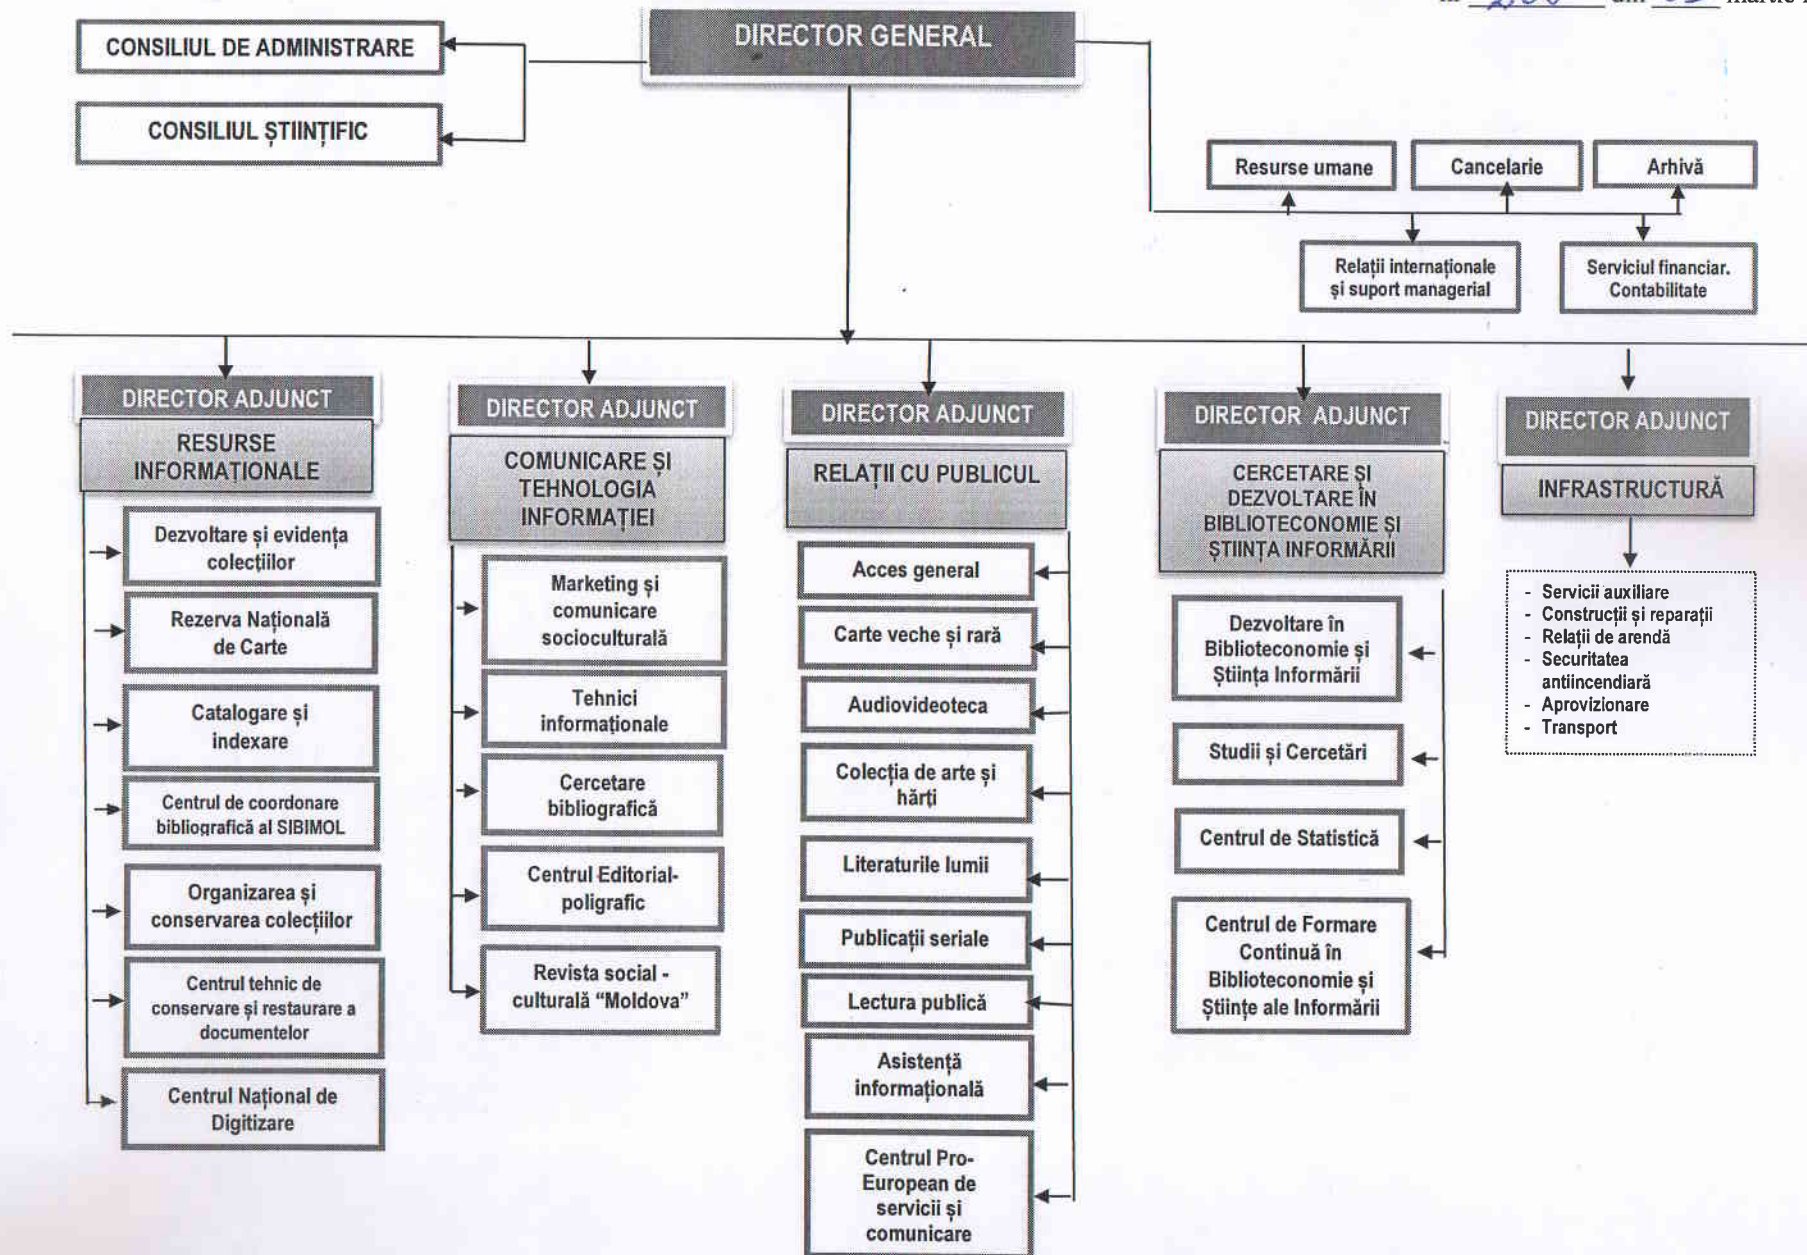 din martie
DIRECTOR GENERAL
CONSILIUL DE ADMINISTRARE
CONSILIUL ȘTIINȚIFIC
Resurse umane
Cancelarie
Arhivă
Relații internaționale
și suport managerial
Serviciul financiar.
Contabilitate
DIRECTOR ADJUNCT
RESURSE
INFORMAȚIONALE
Dezvoltare și evidența
colecțiilor
Rezerva Națională
de Carte
Catalogare și
indexare
Centrul de coordonare
bibliografică al SIBIMOL
Organizarea și
conservarea colecțiilor
Centrul tehnic de
conservare și restaurare a
documentelor
Centrul Național de
Digitizare
DIRECTOR ADJUNCT
COMUNICARE ȘI
TEHNOLOGIA
INFORMAȚIEI
Marketing și
comunicare
socioculturală
Tehnici
informaționale
Cercetare
bibliografică
Centrul Editorial-
poligrafic
Revista social -
culturală “Moldova”
DIRECTOR ADJUNCT
RELAȚII CU PUBLICUL
Acces general
Carte veche și rară
Audiovideoteca
Colecția de arte și
hărți
Literaturile lumii
Publicații seriale
Lectura publică
Asistență
informațională
Centrul Pro-
European de
servicii și
comunicare
DIRECTOR ADJUNCT
CERCETARE ȘI
DEZVOLTARE ÎN
BIBLIOTECONOMIE ȘI
ȘTIINȚA INFORMĂRII
Dezvoltare în
Biblioteconomie și
Știința Informării
Studii și Cercetări
Centrul de Statistică
Centrul de Formare
Continuă în
Biblioteconomie și
Științe ale Informării
DIRECTOR ADJUNCT
INFRASTRUCTURĂ
- Servicii auxiliare
- Construcții și reparații
- Relații de arendă
- Securitatea
antiincendiară
- Aprovizionare
- Transport